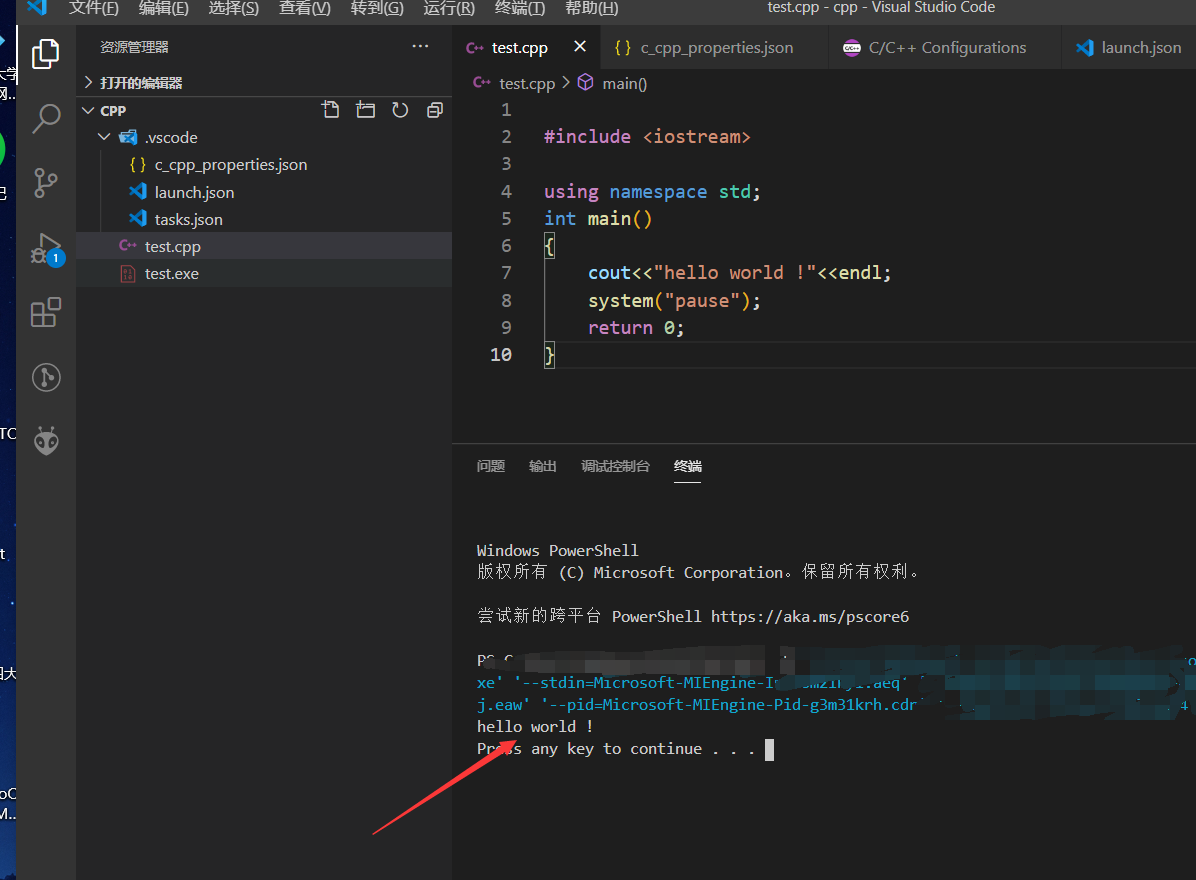 文件(F) 编辑(E) 选择(S) 查看(V) 转到(G) 运行(R) 终端(T) 帮助(H) test.cpp - cpp - Visual Studio Code
资源管理器 ···
打开的编辑器
CPP
.vscode
{} c_cpp_properties.json
launch.json
tasks.json
C++ test.cpp
test.exe
1
C++ test.cpp × {} c_cpp_properties.json C/C++ C/C++ Configurations launch.json
C++ test.cpp > main()
1
2 #include <iostream>
3
4 using namespace std;
5 int main()
6 {
7 cout<<"hello world !"<<endl;
8 system("pause");
9 return 0;
10 }
问题 输出 调试控制台 终端
Windows PowerShell
版权所有 (C) Microsoft Corporation。保留所有权利。
尝试新的跨平台 PowerShell https://aka.ms/pscore6
PS
xe' '--stdin=Microsoft-MIEngine-I
j.eaw' '--pid=Microsoft-MIEngine-Pid-g3m31krh.cdr
hello world !
Press any key to continue . . .